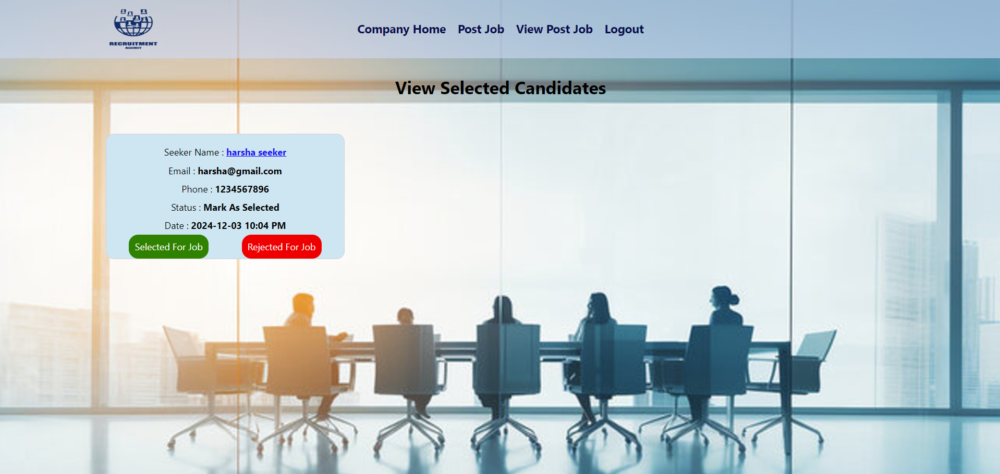 RECRUITMENT
AGENCY
Company Home Post Job View Post Job Logout
View Selected Candidates
Seeker Name : harsha seeker
Email : harsha@gmail.com
Phone : 1234567896
Status : Mark As Selected
Date : 2024-12-03 10:04 PM
Selected For Job Rejected For Job